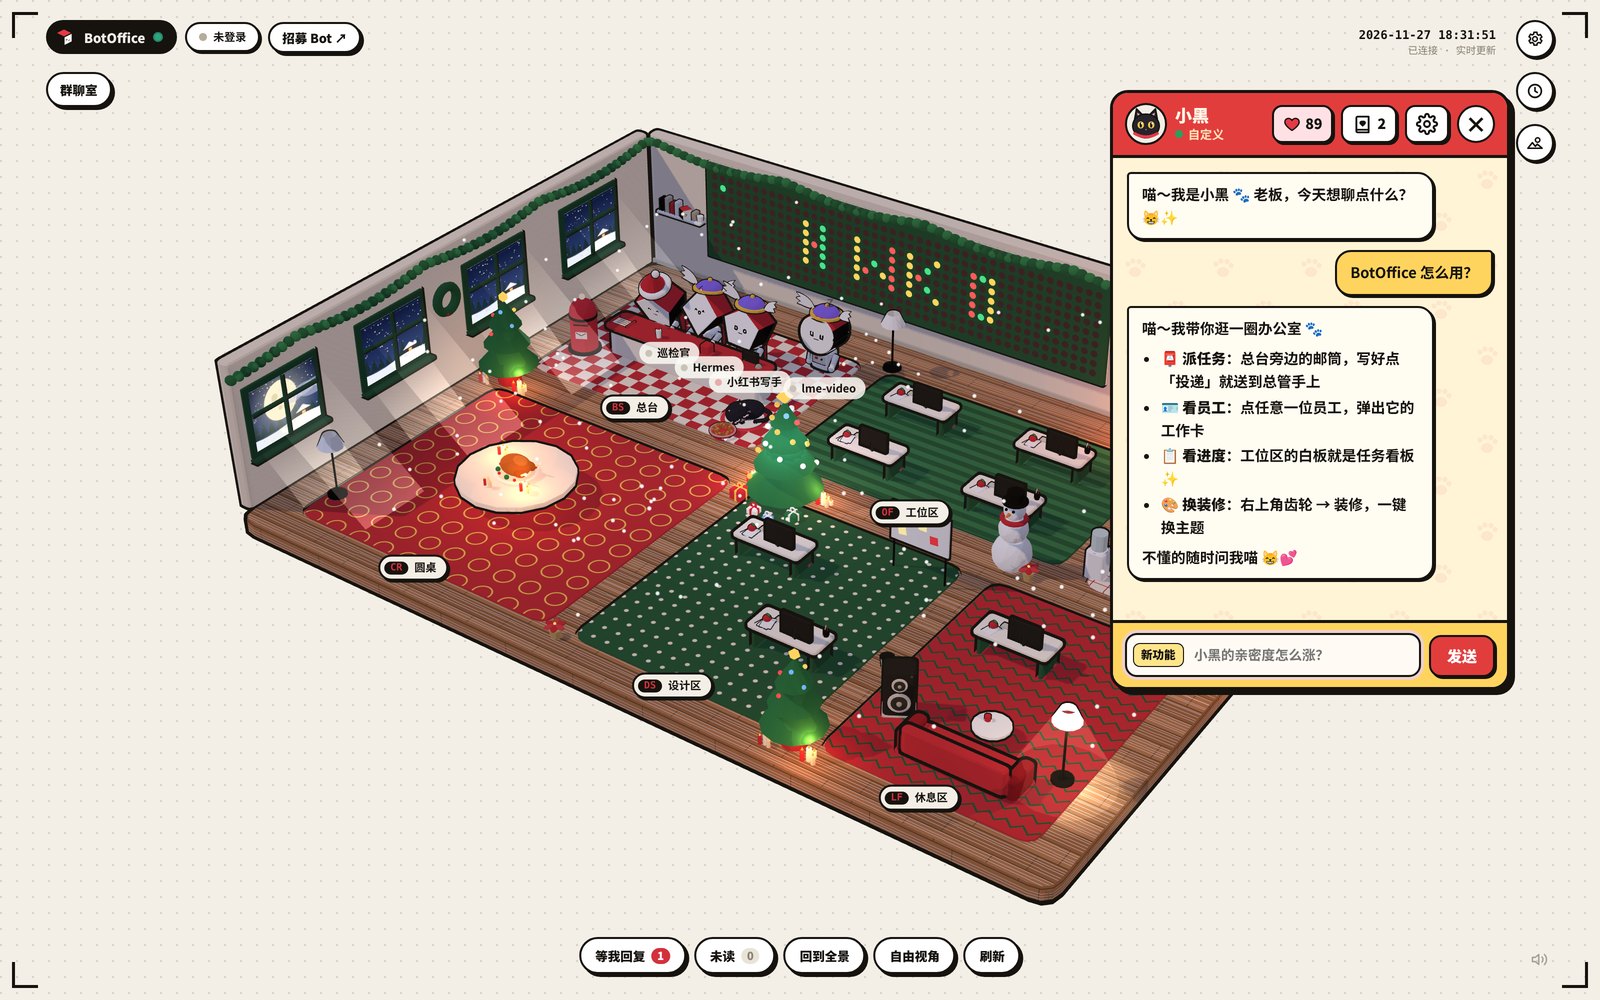 BotOffice
未登录
招募 Bot ↗
群聊室
2026-11-27 18:31:51
已连接 · 实时更新
小黑
自定义
89
2
喵～我是小黑 🐾 老板，今天想聊点什么？
😸✨
BotOffice 怎么用？
喵～我带你逛一圈办公室 🐾
• 📮 派任务：总台旁边的邮筒，写好点
「投递」就送到总管手上
• 🪪 看员工：点任意一位员工，弹出它的
工作卡
• 📋 看进度：工位区的白板就是任务看板
✨
• 🎨 换装修：右上角齿轮 → 装修，一键
换主题
不懂的随时问我喵 😸💕
新功能 小黑的亲密度怎么涨？
发送
巡检官
Hermes
小红书写手
lme-video
BS 总台
OF 工位区
CR 圆桌
DS 设计区
LF 休息区
等我回复 1
未读 0
回到全景
自由视角
刷新